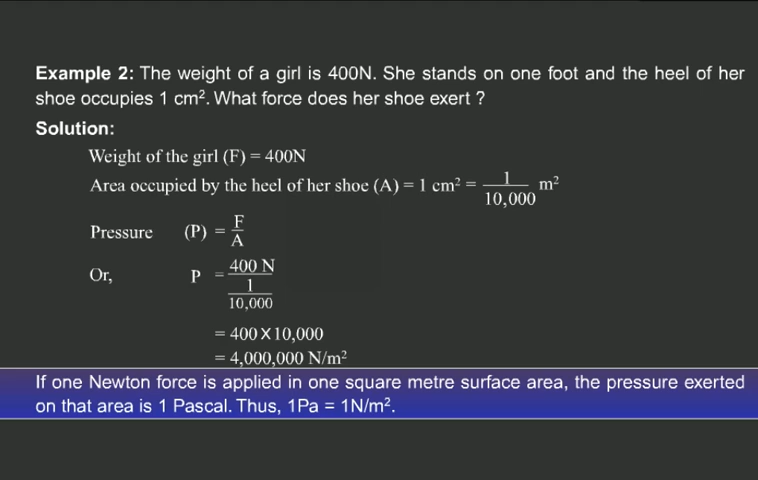 Example 2: The weight of a girl is 400N. She stands on one foot and the heel of her
shoe occupies 1 cm². What force does her shoe exert ?
Solution:
Weight of the girl (F) = 400N
Area occupied by the heel of her shoe (A) = 1 cm² = 1/10,000 m²
Pressure (P) = F/A
Or, P = 400 N / (1/10,000)
= 400 X 10,000
= 4,000,000 N/m²
If one Newton force is applied in one square metre surface area, the pressure exerted
on that area is 1 Pascal. Thus, 1Pa = 1N/m².